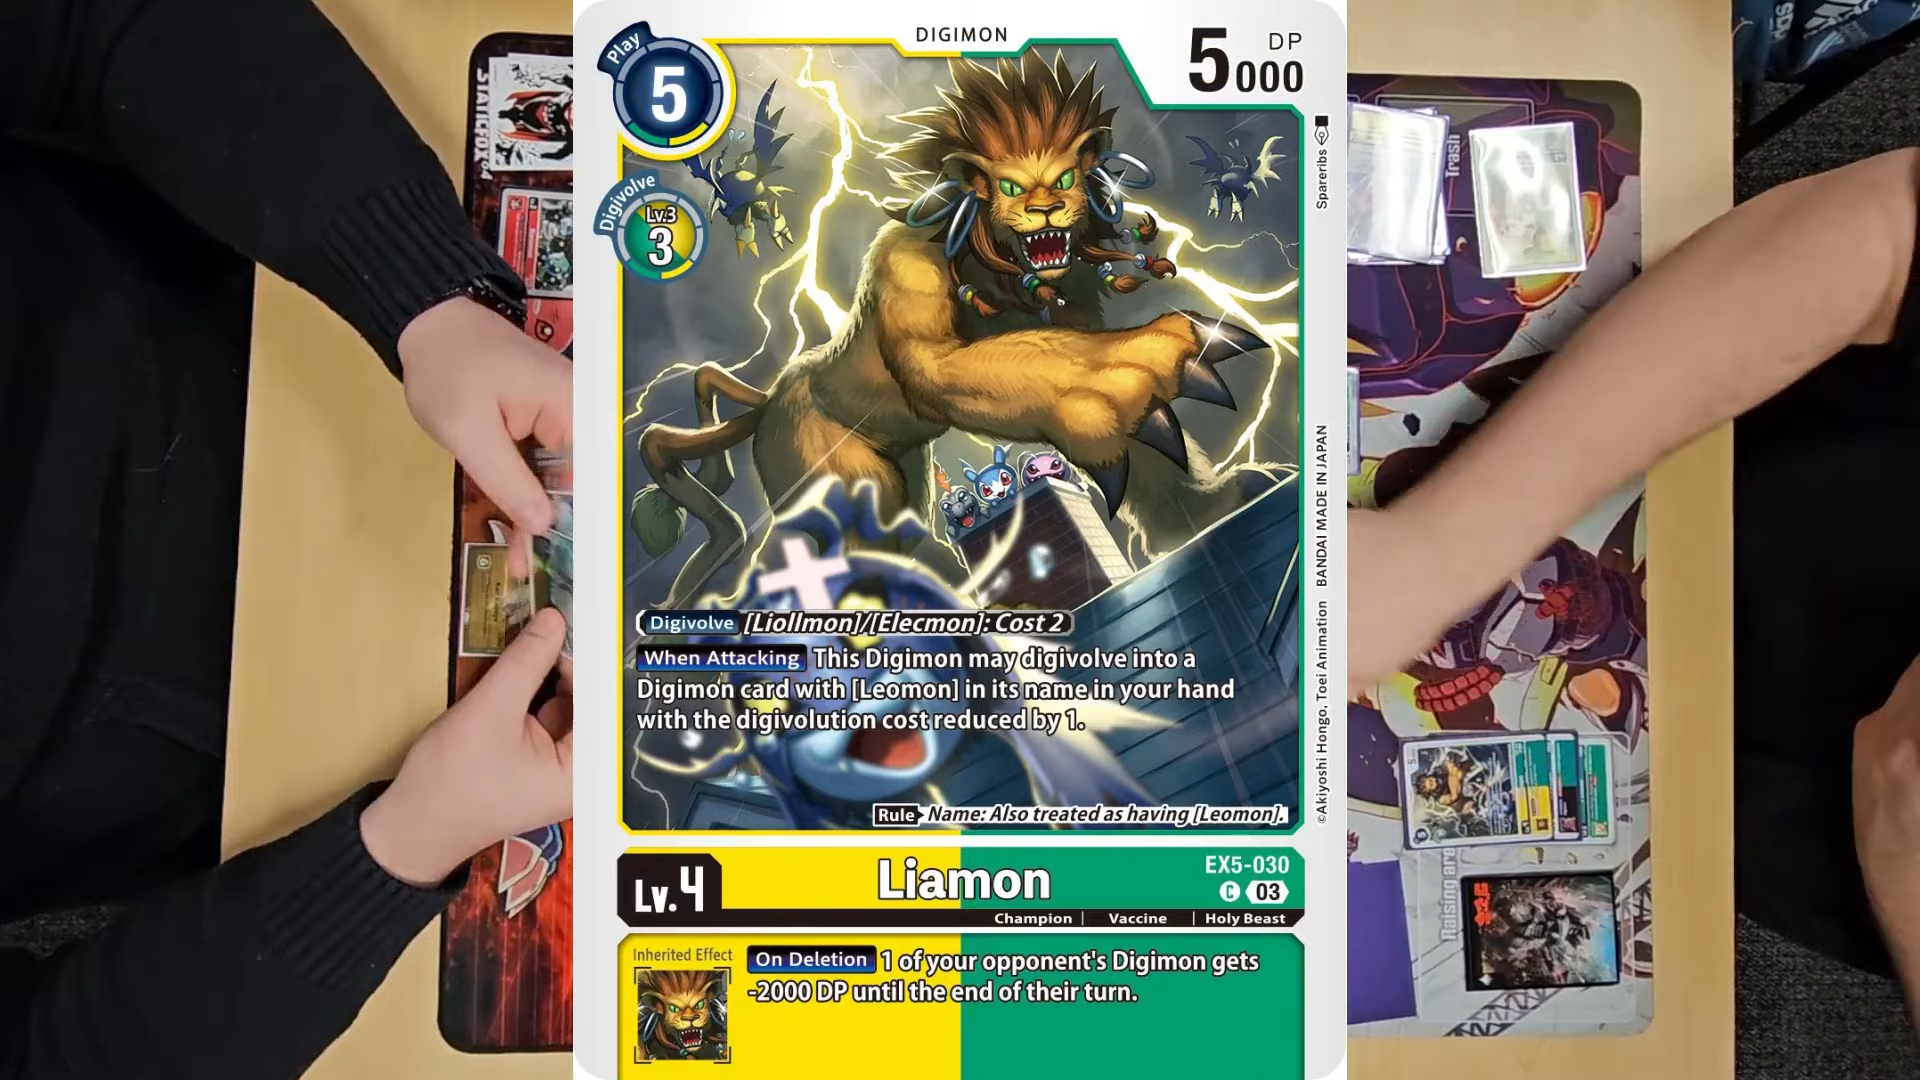 DIGIMON
Play
5
DP
5000
Digivolve
Lv.3
3
Spareribs
©Akiyoshi Hongo, Toei Animation BANDAI MADE IN JAPAN
Digivolve [Liollmon]/[Elecmon]: Cost 2
When Attacking This Digimon may digivolve into a
Digimon card with [Leomon] in its name in your hand
with the digivolution cost reduced by 1.
Rule Name: Also treated as having [Leomon].
Lv.4
Liamon
EX5-030
C 03
Champion | Vaccine | Holy Beast
Inherited Effect
On Deletion 1 of your opponent's Digimon gets
-2000 DP until the end of their turn.
Trash
Raising are